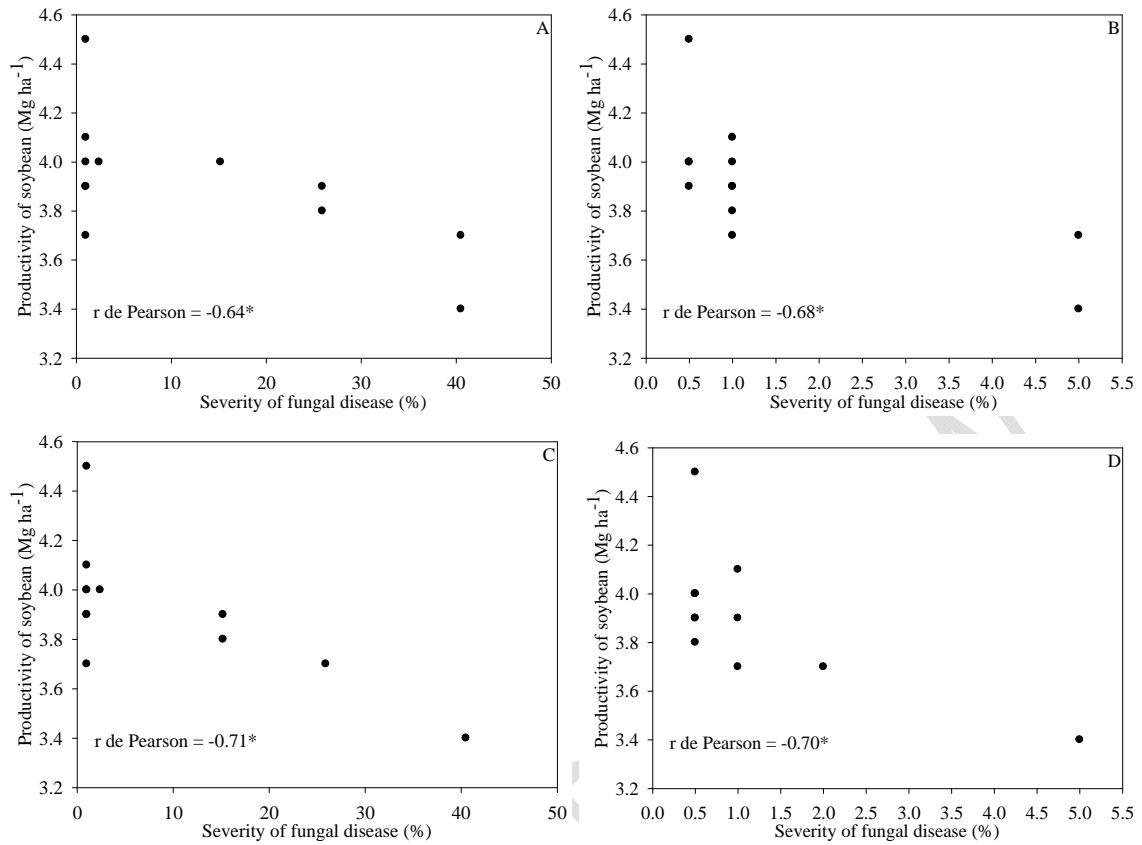 A
Productivity of soybean (Mg ha-1)
4.6
4.4
4.2
4.0
3.8
3.6
3.4
3.2
r de Pearson = -0.64*
0 10 20 30 40 50
Severity of fungal disease (%)
B
Productivity of soybean (Mg ha-1)
4.6
4.4
4.2
4.0
3.8
3.6
3.4
3.2
r de Pearson = -0.68*
0.0 0.5 1.0 1.5 2.0 2.5 3.0 3.5 4.0 4.5 5.0 5.5
Severity of fungal disease (%)
C
Productivity of soybean (Mg ha-1)
4.6
4.4
4.2
4.0
3.8
3.6
3.4
3.2
r de Pearson = -0.71*
0 10 20 30 40 50
Severity of fungal disease (%)
D
Productivity of soybean (Mg ha-1)
4.6
4.4
4.2
4.0
3.8
3.6
3.4
3.2
r de Pearson = -0.70*
0.0 0.5 1.0 1.5 2.0 2.5 3.0 3.5 4.0 4.5 5.0 5.5
Severity of fungal disease (%)